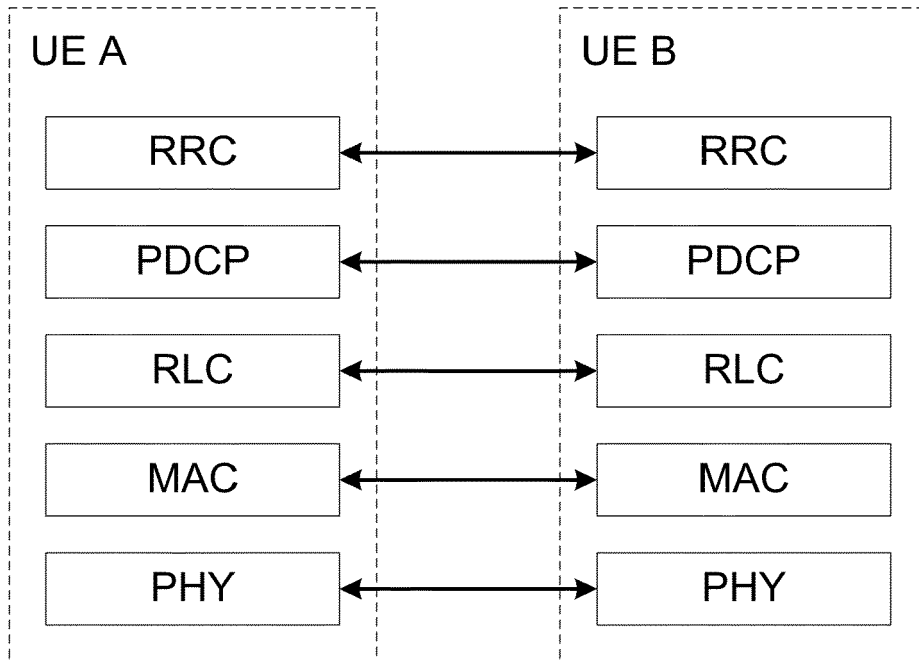 UE A UE B
RRC RRC
PDCP PDCP
RLC RLC
MAC MAC
PHY PHY